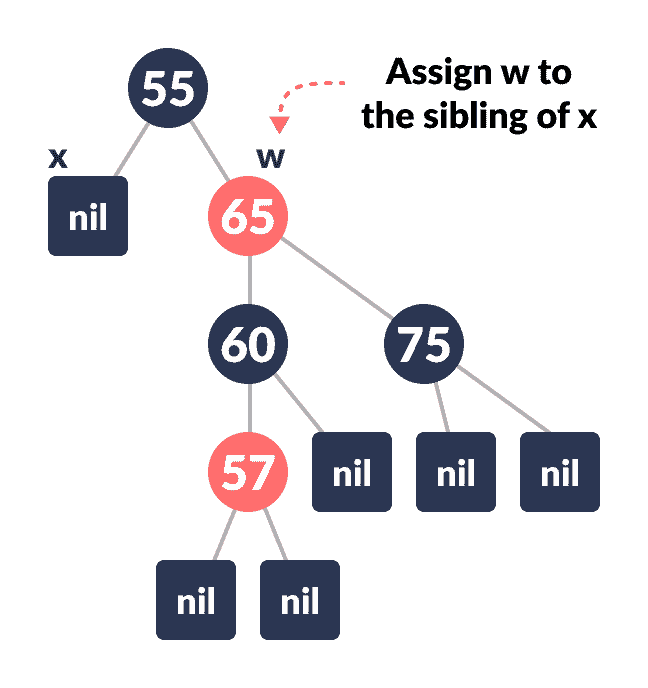 55
Assign w to
the sibling of x
x
w
nil
65
60
75
57
nil
nil
nil
nil
nil